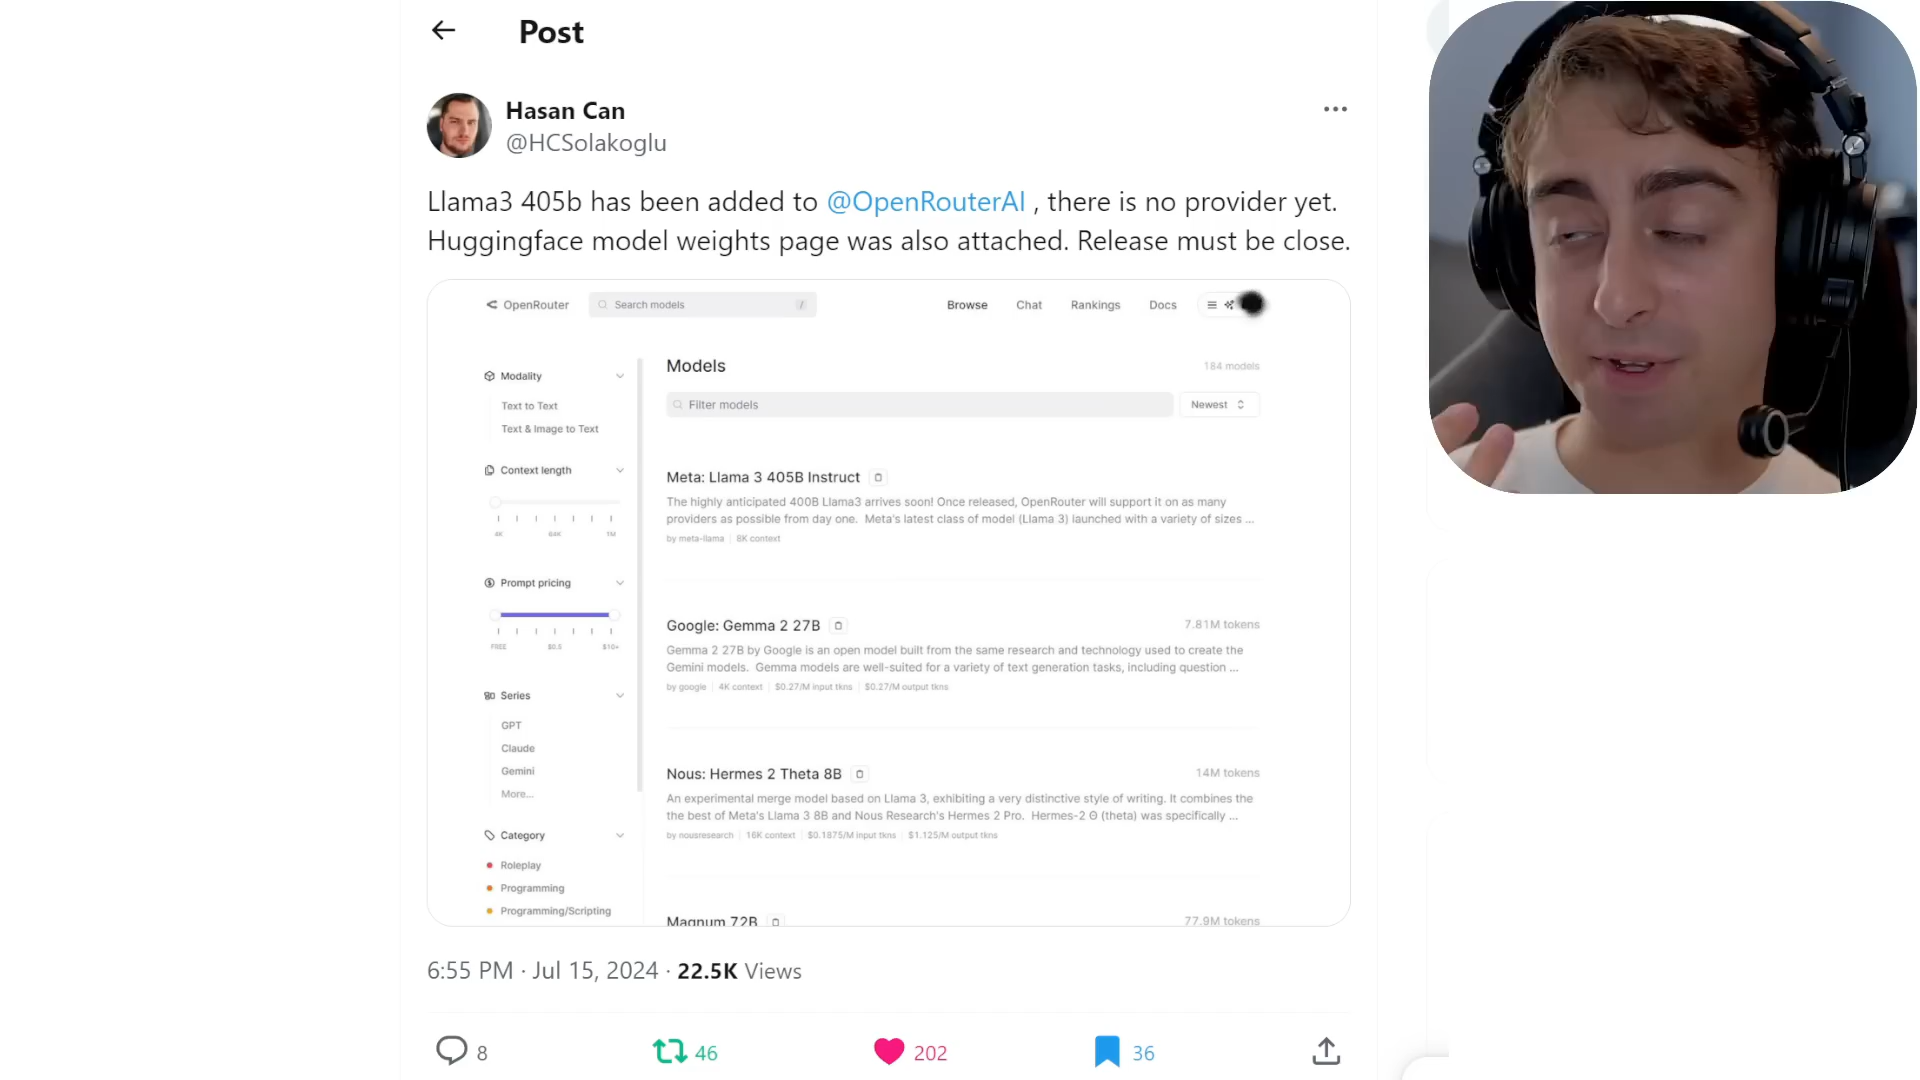 Post
Hasan Can
@HCSolakoglu
Llama3 405b has been added to @OpenRouterAI , there is no provider yet.
Huggingface model weights page was also attached. Release must be close.
OpenRouter
Search models
/
Browse
Chat
Rankings
Docs
Modality
Text to Text
Text & Image to Text
Context length
4K
64K
1M
Prompt pricing
FREE
$0.5
$10+
Series
GPT
Claude
Gemini
More...
Category
Roleplay
Programming
Programming/Scripting
Models
184 models
Filter models
Newest
Meta: Llama 3 405B Instruct
The highly anticipated 400B Llama3 arrives soon! Once released, OpenRouter will support it on as many
providers as possible from day one. Meta's latest class of model (Llama 3) launched with a variety of sizes ...
by meta-llama | 8K context
Google: Gemma 2 27B
7.81M tokens
Gemma 2 27B by Google is an open model built from the same research and technology used to create the
Gemini models. Gemma models are well-suited for a variety of text generation tasks, including question ...
by google | 4K context | $0.27/M input tkns | $0.27/M output tkns
Nous: Hermes 2 Theta 8B
14M tokens
An experimental merge model based on Llama 3, exhibiting a very distinctive style of writing. It combines the
the best of Meta's Llama 3 8B and Nous Research's Hermes 2 Pro. Hermes-2 Θ (theta) was specifically ...
by nousresearch | 16K context | $0.1875/M input tkns | $1.125/M output tkns
Magnum 72B
77.9M tokens
6:55 PM · Jul 15, 2024 · 22.5K Views
8
46
202
36